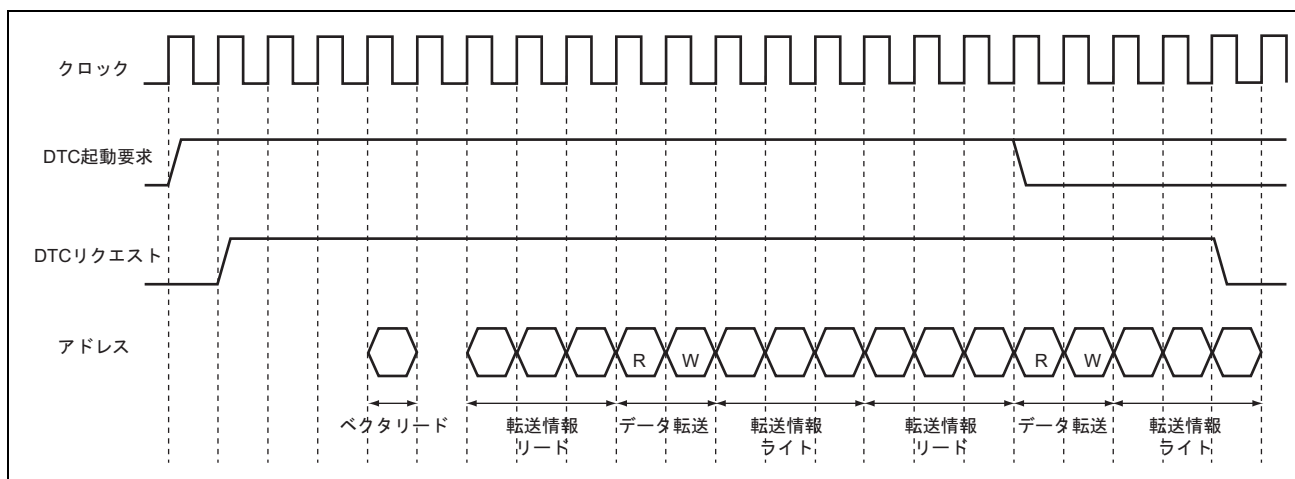 クロック
DTC起動要求
DTCリクエスト
アドレス
R
W
R
W
ベクタリード
転送情報
リード
データ転送
転送情報
ライト
転送情報
リード
データ転送
転送情報
ライト